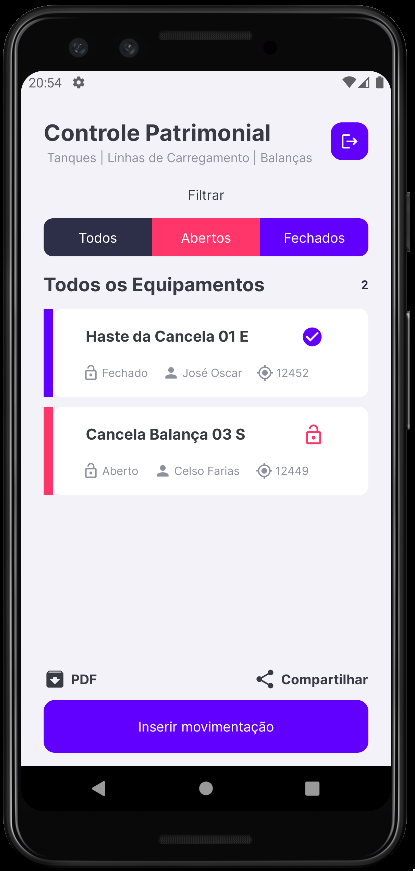 20:54
Controle Patrimonial
Tanques | Linhas de Carregamento | Balanças
Filtrar
Todos Abertos Fechados
Todos os Equipamentos 2
Haste da Cancela 01 E
Fechado José Oscar 12452
Cancela Balança 03 S
Aberto Celso Farias 12449
PDF Compartilhar
Inserir movimentação